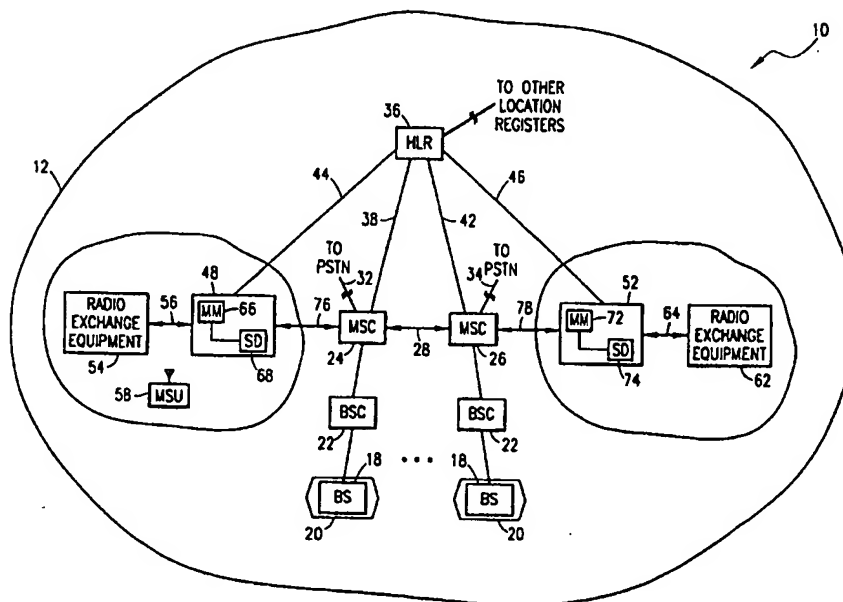 10
TO OTHER
LOCATION
REGISTERS
36
HLR
12
44
38
42
46
TO
PSTN
32
TO
PSTN
34
48
52
RADIO
EXCHANGE
EQUIPMENT
54
56
MM
66
SD
68
76
MSC
24
28
MSC
26
78
MM
72
SD
74
64
RADIO
EXCHANGE
EQUIPMENT
62
58
MSU
BSC
22
BSC
22
18
BS
20
18
BS
20